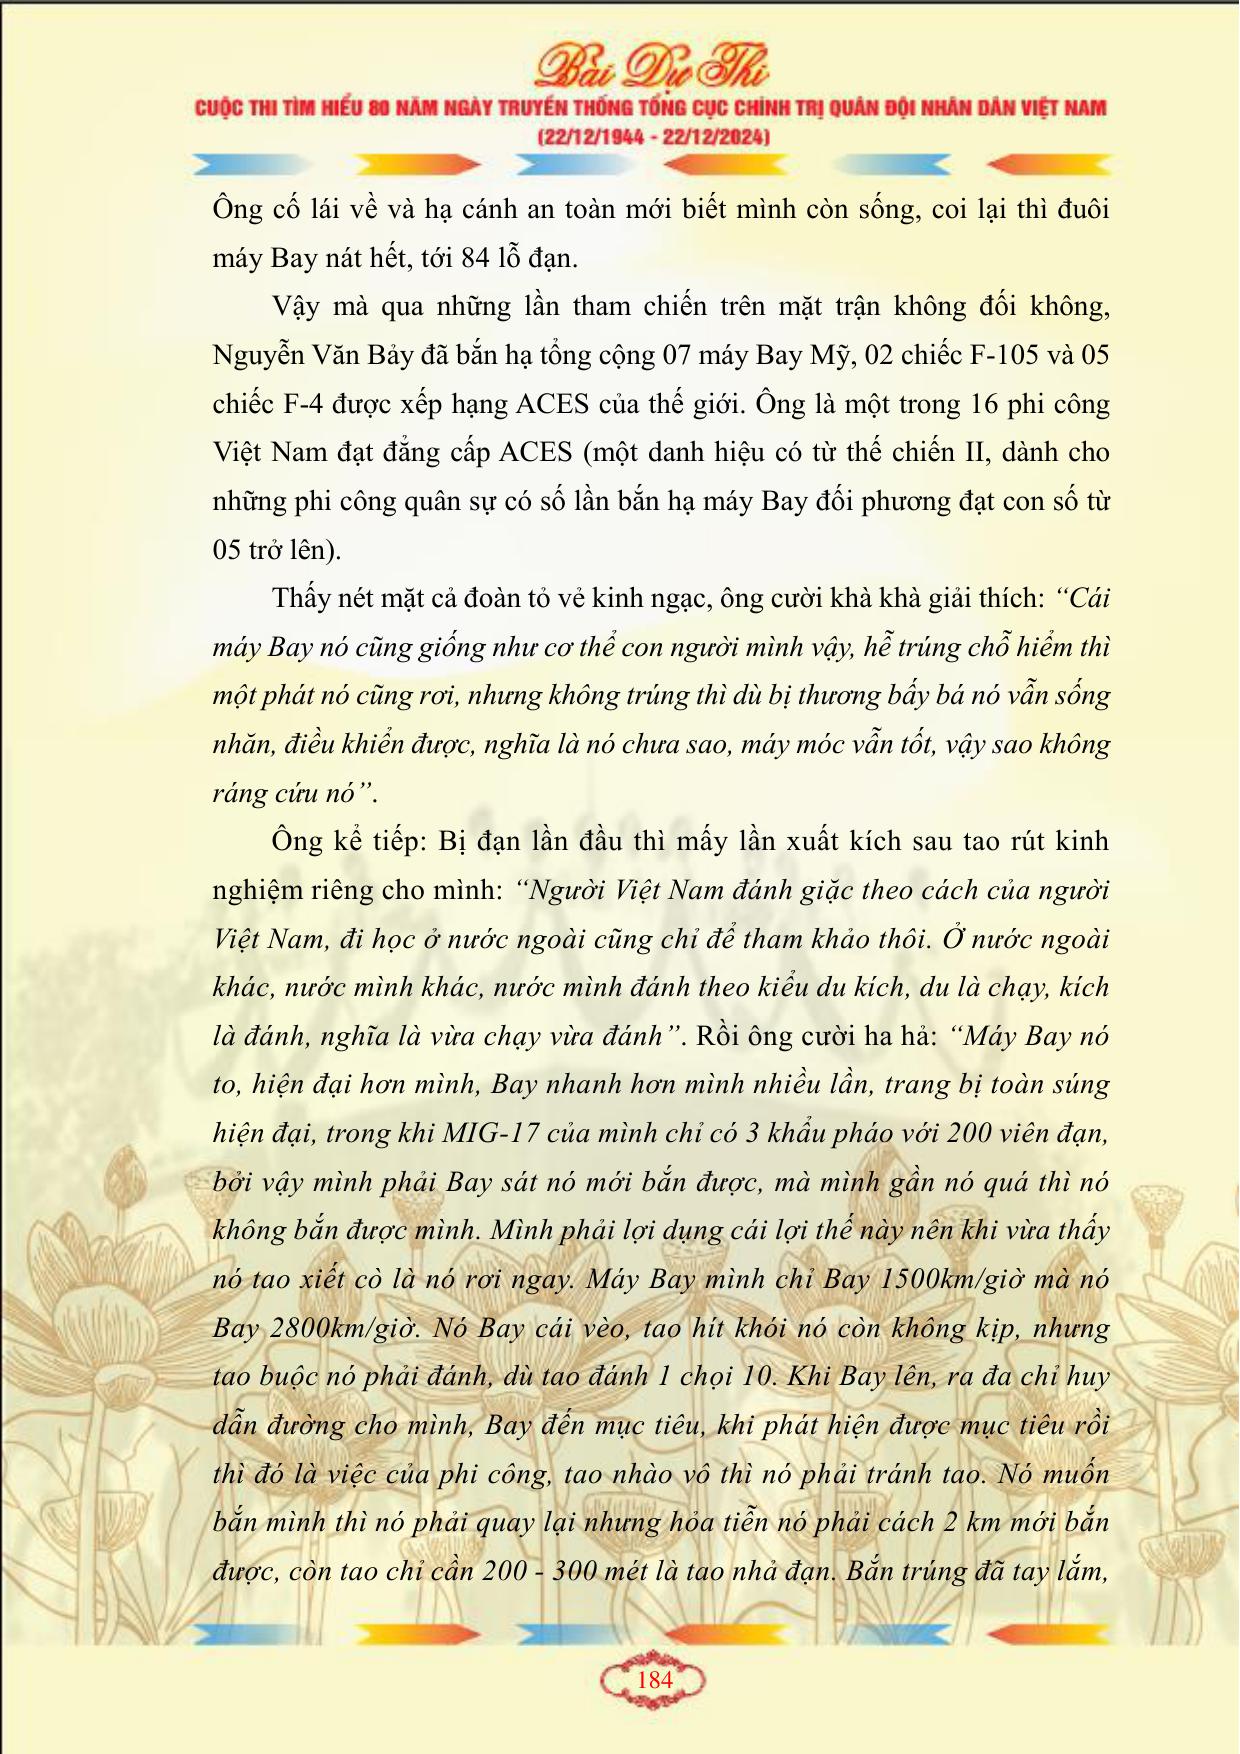 Bài Dự Thi
CUỘC THI TÌM HIỂU 80 NĂM NGÀY TRUYỀN THỐNG TỔNG CỤC CHÍNH TRỊ QUÂN ĐỘI NHÂN DÂN VIỆT NAM
(22/12/1944 - 22/12/2024)
Ông cố lái về và hạ cánh an toàn mới biết mình còn sống, coi lại thì đuôi
máy Bay nát hết, tới 84 lỗ đạn.
Vậy mà qua những lần tham chiến trên mặt trận không đối không,
Nguyễn Văn Bảy đã bắn hạ tổng cộng 07 máy Bay Mỹ, 02 chiếc F-105 và 05
chiếc F-4 được xếp hạng ACES của thế giới. Ông là một trong 16 phi công
Việt Nam đạt đẳng cấp ACES (một danh hiệu có từ thế chiến II, dành cho
những phi công quân sự có số lần bắn hạ máy Bay đối phương đạt con số từ
05 trở lên).
Thấy nét mặt cả đoàn tỏ vẻ kinh ngạc, ông cười khà khà giải thích: “Cái
máy Bay nó cũng giống như cơ thể con người mình vậy, hễ trúng chỗ hiểm thì
một phát nó cũng rơi, nhưng không trúng thì dù bị thương bấy bá nó vẫn sống
nhăn, điều khiển được, nghĩa là nó chưa sao, máy móc vẫn tốt, vậy sao không
ráng cứu nó”.
Ông kể tiếp: Bị đạn lần đầu thì mấy lần xuất kích sau tao rút kinh
nghiệm riêng cho mình: “Người Việt Nam đánh giặc theo cách của người
Việt Nam, đi học ở nước ngoài cũng chỉ để tham khảo thôi. Ở nước ngoài
khác, nước mình khác, nước mình đánh theo kiểu du kích, du là chạy, kích
là đánh, nghĩa là vừa chạy vừa đánh”. Rồi ông cười ha hả: “Máy Bay nó
to, hiện đại hơn mình, Bay nhanh hơn mình nhiều lần, trang bị toàn súng
hiện đại, trong khi MIG-17 của mình chỉ có 3 khẩu pháo với 200 viên đạn,
bởi vậy mình phải Bay sát nó mới bắn được, mà mình gần nó quá thì nó
không bắn được mình. Mình phải lợi dụng cái lợi thế này nên khi vừa thấy
nó tao xiết cò là nó rơi ngay. Máy Bay mình chỉ Bay 1500km/giờ mà nó
Bay 2800km/giờ. Nó Bay cái vèo, tao hít khói nó còn không kịp, nhưng
tao buộc nó phải đánh, dù tao đánh 1 chọi 10. Khi Bay lên, ra đa chỉ huy
dẫn đường cho mình, Bay đến mục tiêu, khi phát hiện được mục tiêu rồi
thì đó là việc của phi công, tao nhào vô thì nó phải tránh tao. Nó muốn
bắn mình thì nó phải quay lại nhưng hỏa tiễn nó phải cách 2 km mới bắn
được, còn tao chỉ cần 200 - 300 mét là tao nhả đạn. Bắn trúng đã tay lắm,
184